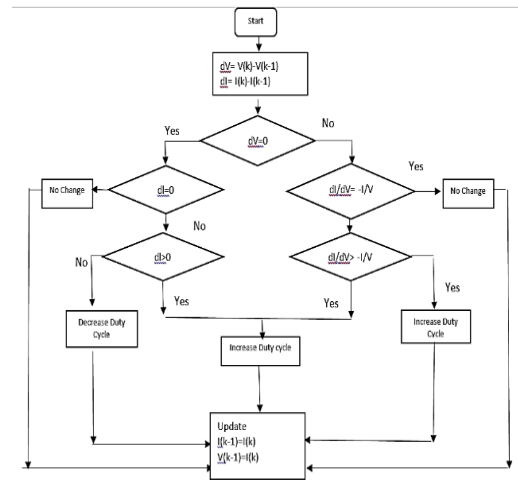 Start
dV= V(k)-V(k-1)
dI= I(k)-I(k-1)
Yes
dV=0
No
No Change
dI=0
dI/dV= -I/V
Yes
No Change
No
No
dI>0
dI/dV> -I/V
Yes
Yes
Yes
Decrease Duty
Cycle
Increase Duty cycle
Increase Duty
Cycle
Update
I(k-1)=I(k)
V(k-1)=I(k)